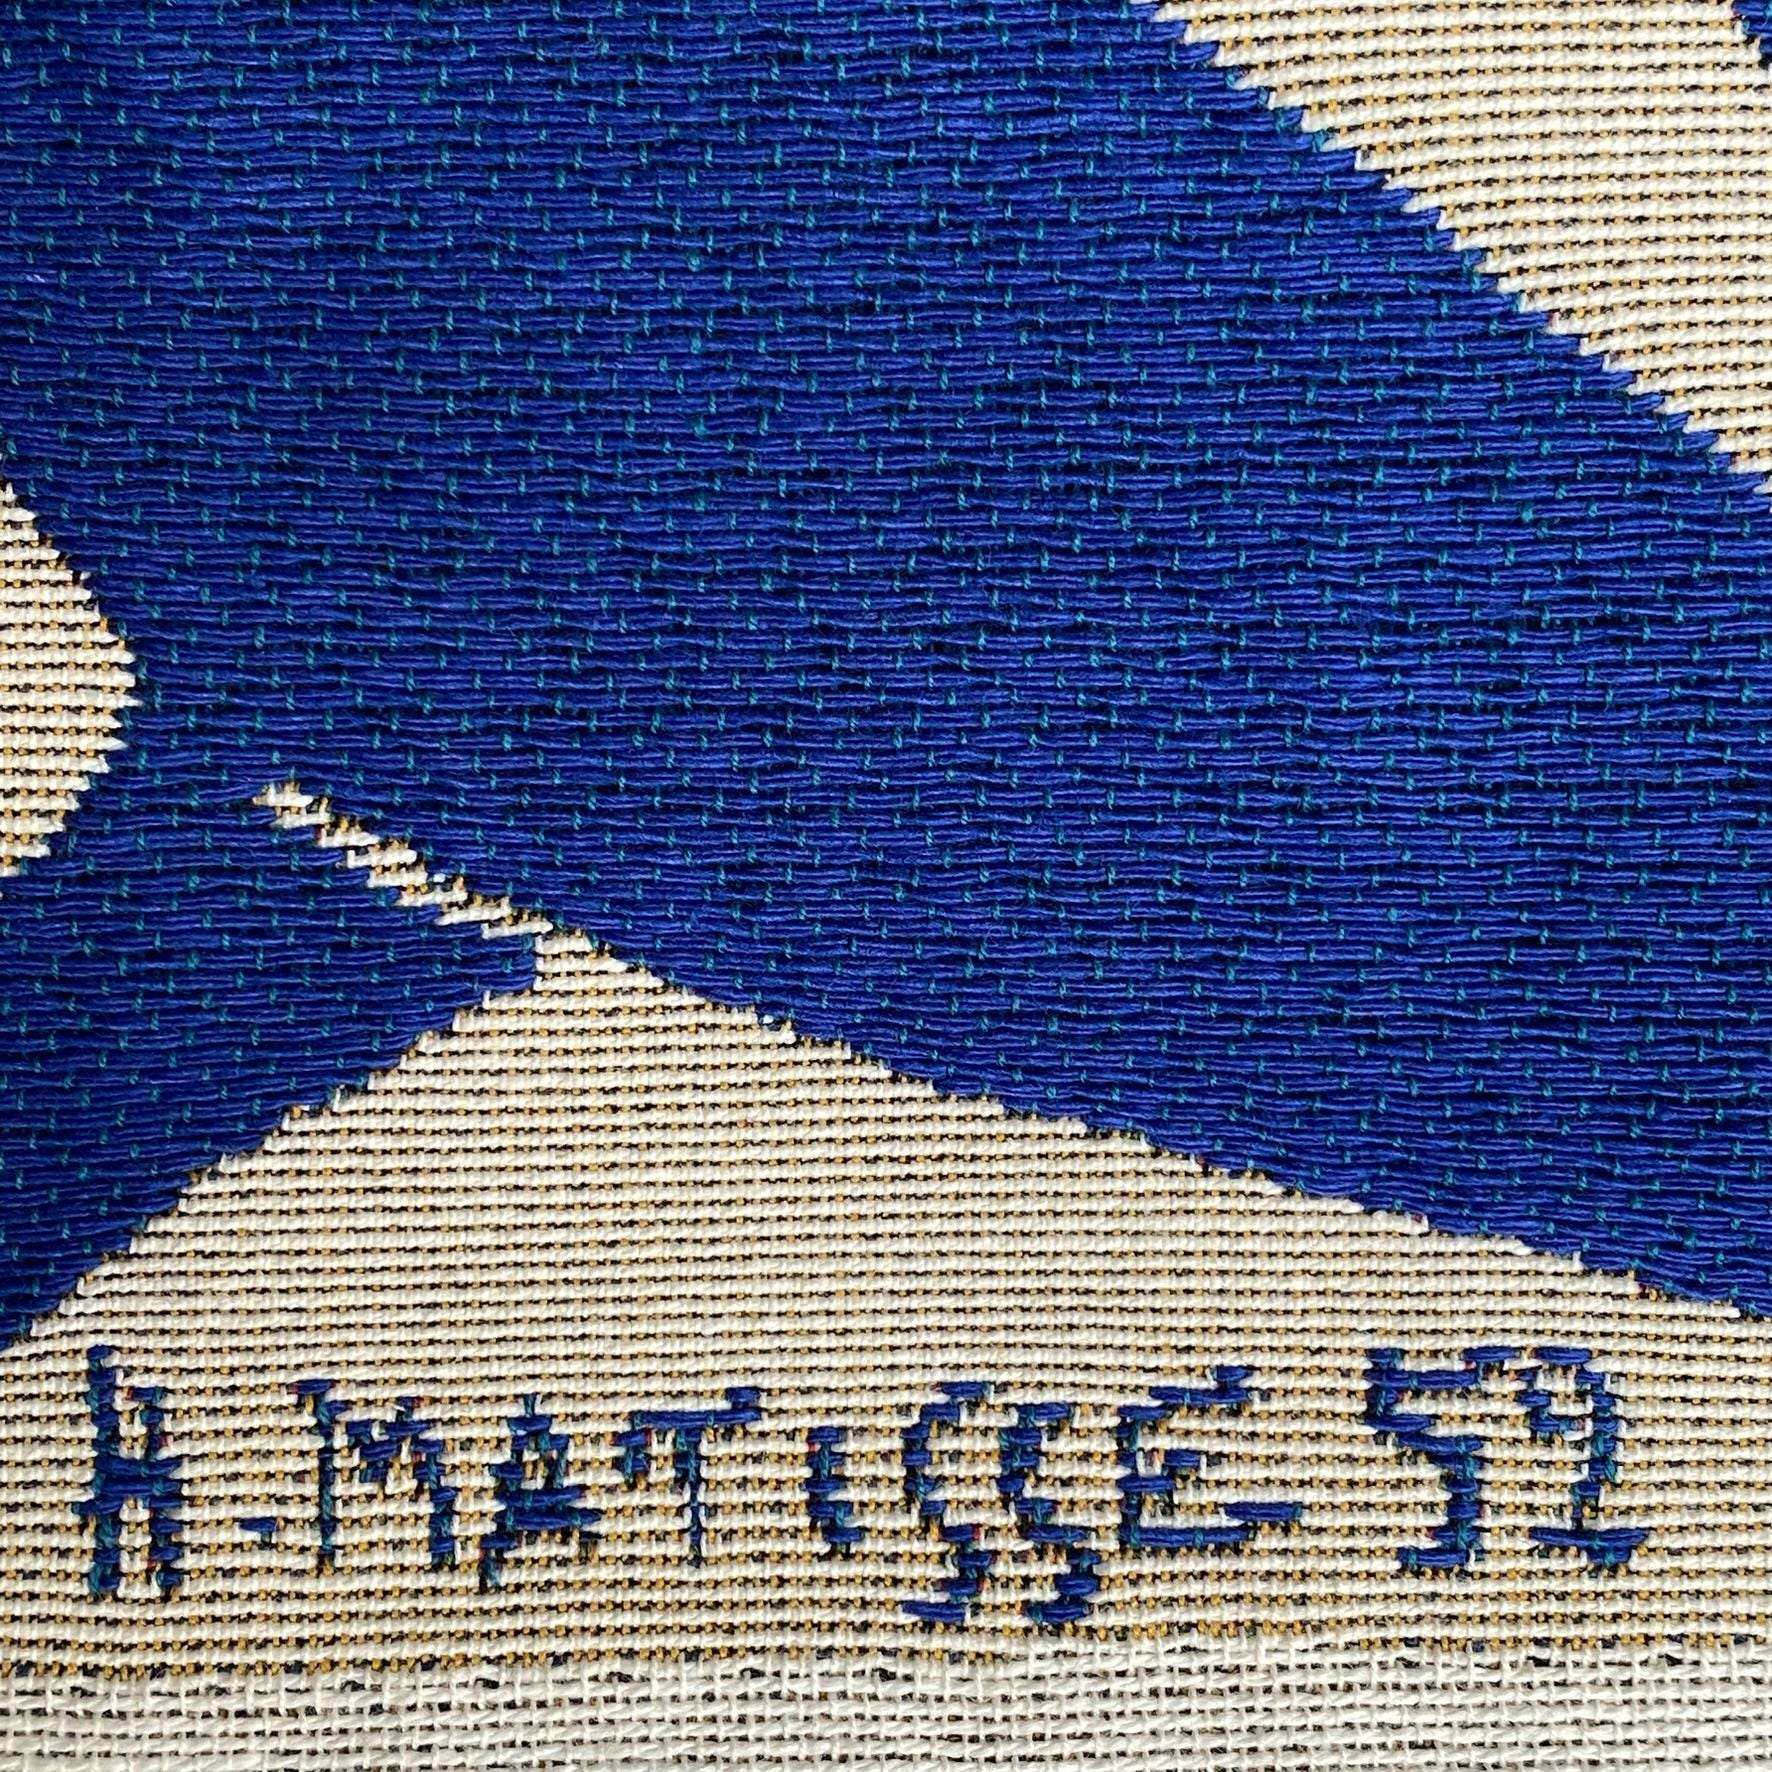 H. MATISSE 52